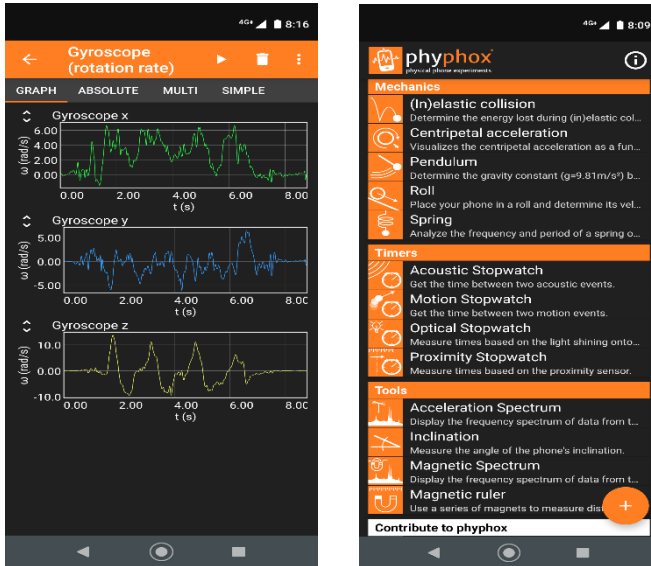 4G+ 8:16
Gyroscope
(rotation rate)
GRAPH ABSOLUTE MULTI SIMPLE
Gyroscope x
ω (rad/s)
6.00
4.00
2.00
0.00
0.00 2.00 4.00 6.00 8.00
t (s)
Gyroscope y
ω (rad/s)
5.00
0.00
-5.00
0.00 2.00 4.00 6.00 8.00
t (s)
Gyroscope z
ω (rad/s)
10.0
0.00
-10.0
0.00 2.00 4.00 6.00 8.00
t (s)
4G+ 8:09
phyphox
physical phone experiments
Mechanics
(In)elastic collision
Determine the energy lost during (in)elastic col...
Centripetal acceleration
Visualizes the centripetal acceleration as a fun...
Pendulum
Determine the gravity constant (g=9.81m/s²) b...
Roll
Place your phone in a roll and determine its vel...
Spring
Analyze the frequency and period of a spring o...
Timers
Acoustic Stopwatch
Get the time between two acoustic events.
Motion Stopwatch
Get the time between two motion events.
Optical Stopwatch
Measure times based on the light shining onto...
Proximity Stopwatch
Measure times based on the proximity sensor.
Tools
Acceleration Spectrum
Display the frequency spectrum of data from t...
Inclination
Measure the angle of the phone's inclination.
Magnetic Spectrum
Display the frequency spectrum of data from t...
Magnetic ruler
Use a series of magnets to measure
Contribute to phyphox